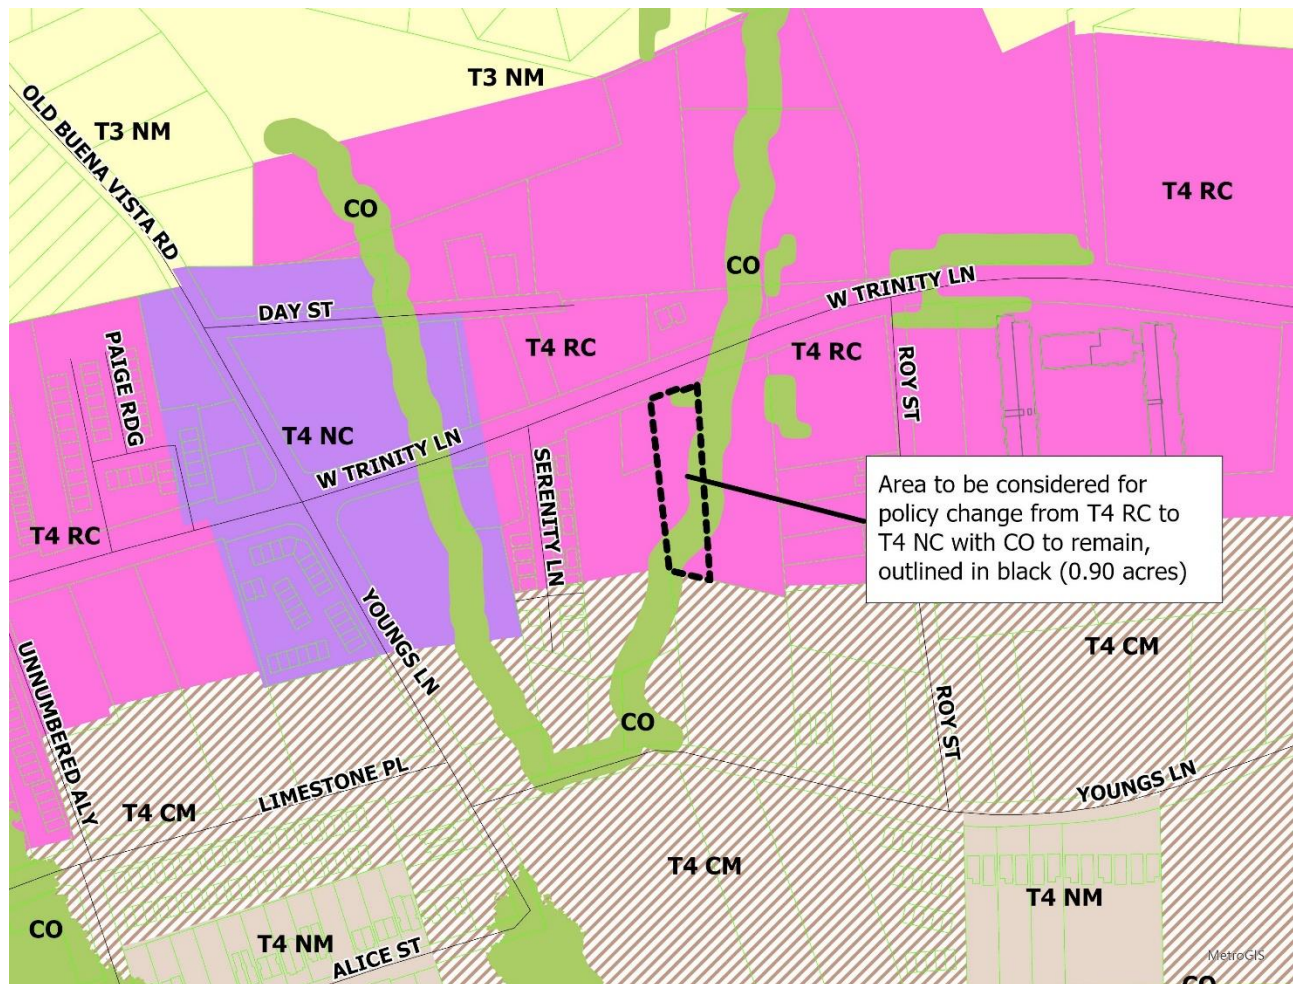 T3 NM
OLD BUENA VISTA RD
T3 NM
T4 RC
CO
CO
W TRINITY LN
DAY ST
PAIGE RDG
T4 RC
T4 RC
ROY ST
T4 NC
W TRINITY LN
SERENITY LN
Area to be considered for
policy change from T4 RC to
T4 NC with CO to remain,
outlined in black (0.90 acres)
T4 RC
YOUNGS LN
UNNUMBERED ALY
T4 CM
ROY ST
CO
LIMESTONE PL
YOUNGS LN
T4 CM
T4 CM
T4 NM
CO
T4 NM
ALICE ST
MetroGIS
CO